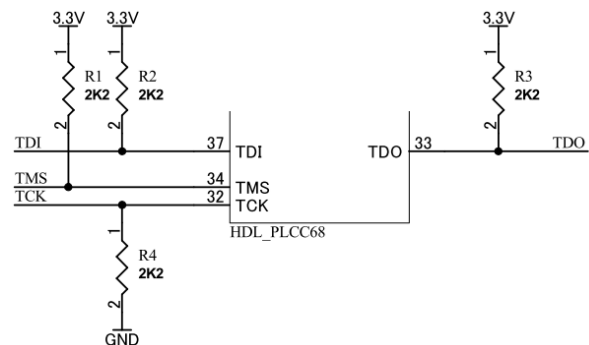 3.3V 3.3V 3.3V
1 R1 2K2 2
1 R2 2K2 2
1 R3 2K2 2
TDI 37 TDI TDO 33 TDO
TMS 34 TMS
TCK 32 TCK
HDL_PLCC68
1 R4 2K2 2
GND